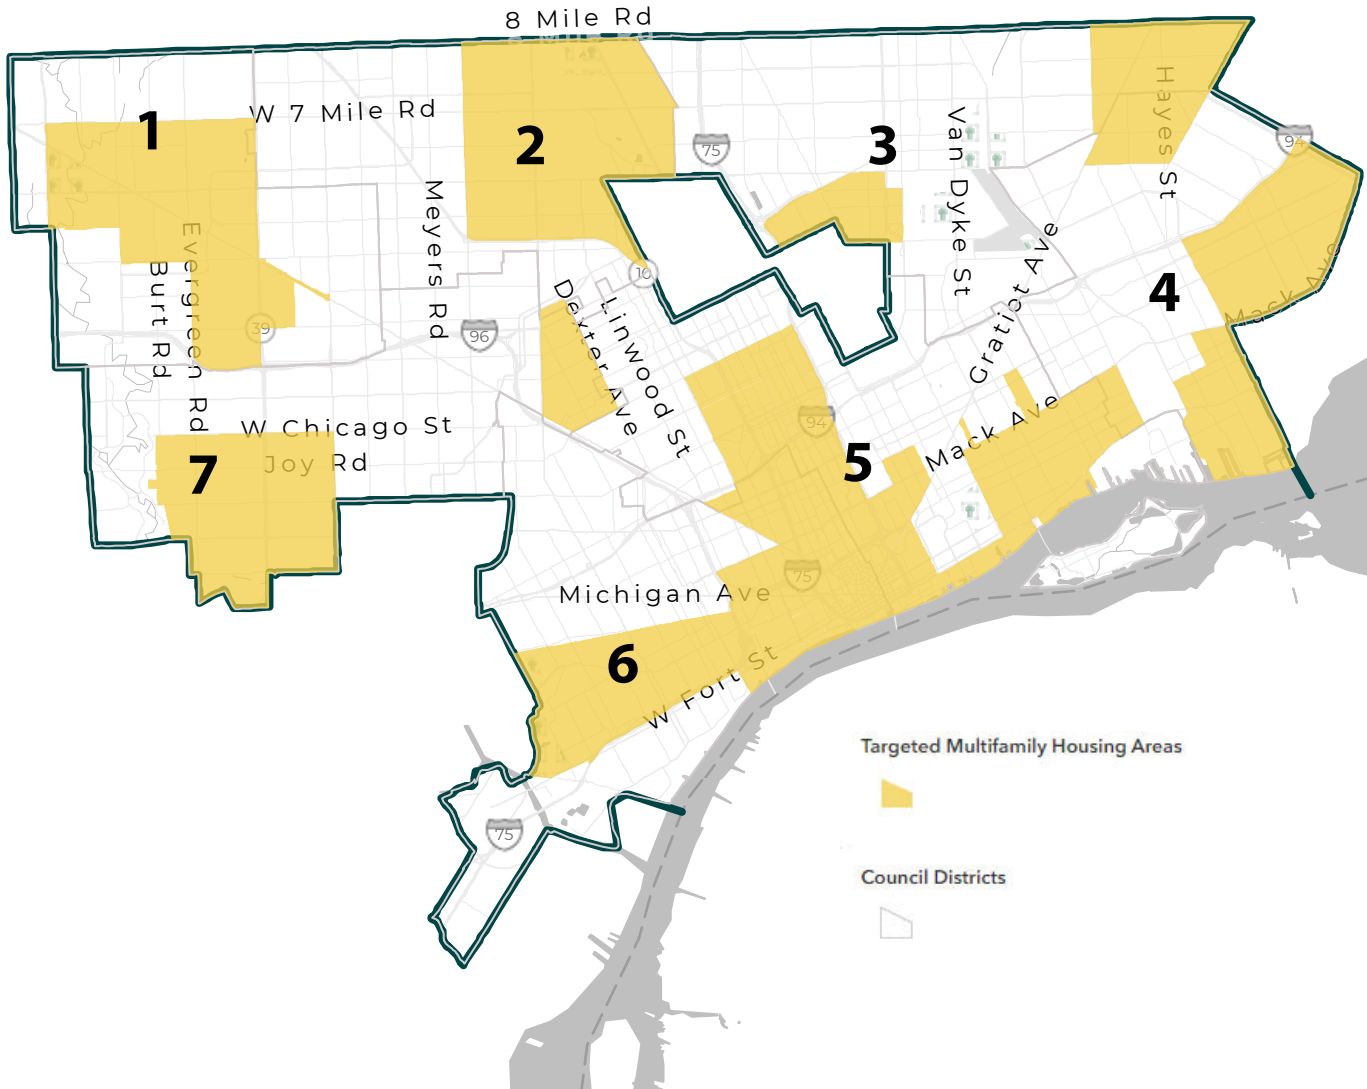 8 Mile Rd
W 7 Mile Rd
1
2
3
75
94
Hayes St
Van Dyke St
Meyers Rd
Evergreen Rd
Burt Rd
Gratiot Ave
10
4
Mack Ave
39
96
Dexter Ave
Linwood St
W Chicago St
Joy Rd
7
94
5
Mack Ave
75
Michigan Ave
6
W Fort St
75
Targeted Multifamily Housing Areas
Council Districts